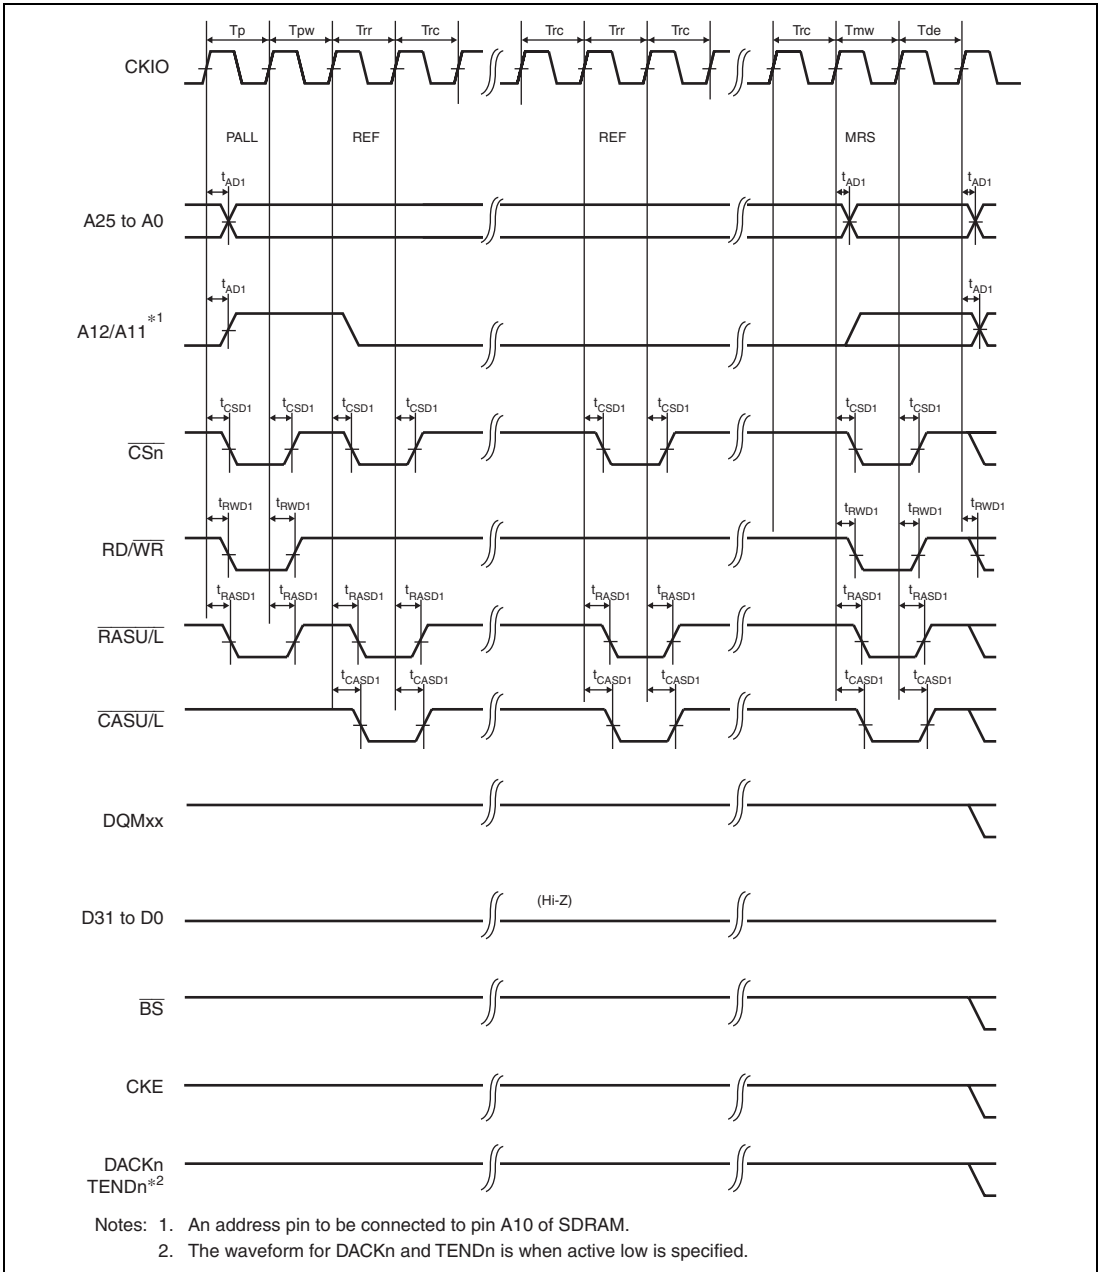 Tp Tpw Trr Trc Trc Trr Trc Trc Tmw Tde
CKIO
PALL REF REF MRS
tAD1 tAD1 tAD1
A25 to A0
tAD1 tAD1
A12/A11*1
tCSD1 tCSD1 tCSD1 tCSD1 tCSD1 tCSD1 tCSD1 tCSD1
CSn
tRWD1 tRWD1 tRWD1 tRWD1 tRWD1
RD/WR
tRASD1 tRASD1 tRASD1 tRASD1 tRASD1 tRASD1 tRASD1 tRASD1
RASU/L
tCASD1 tCASD1 tCASD1 tCASD1 tCASD1 tCASD1
CASU/L
DQMxx
(Hi-Z)
D31 to D0
BS
CKE
DACKn
TENDn*2
Notes: 1. An address pin to be connected to pin A10 of SDRAM.
2. The waveform for DACKn and TENDn is when active low is specified.